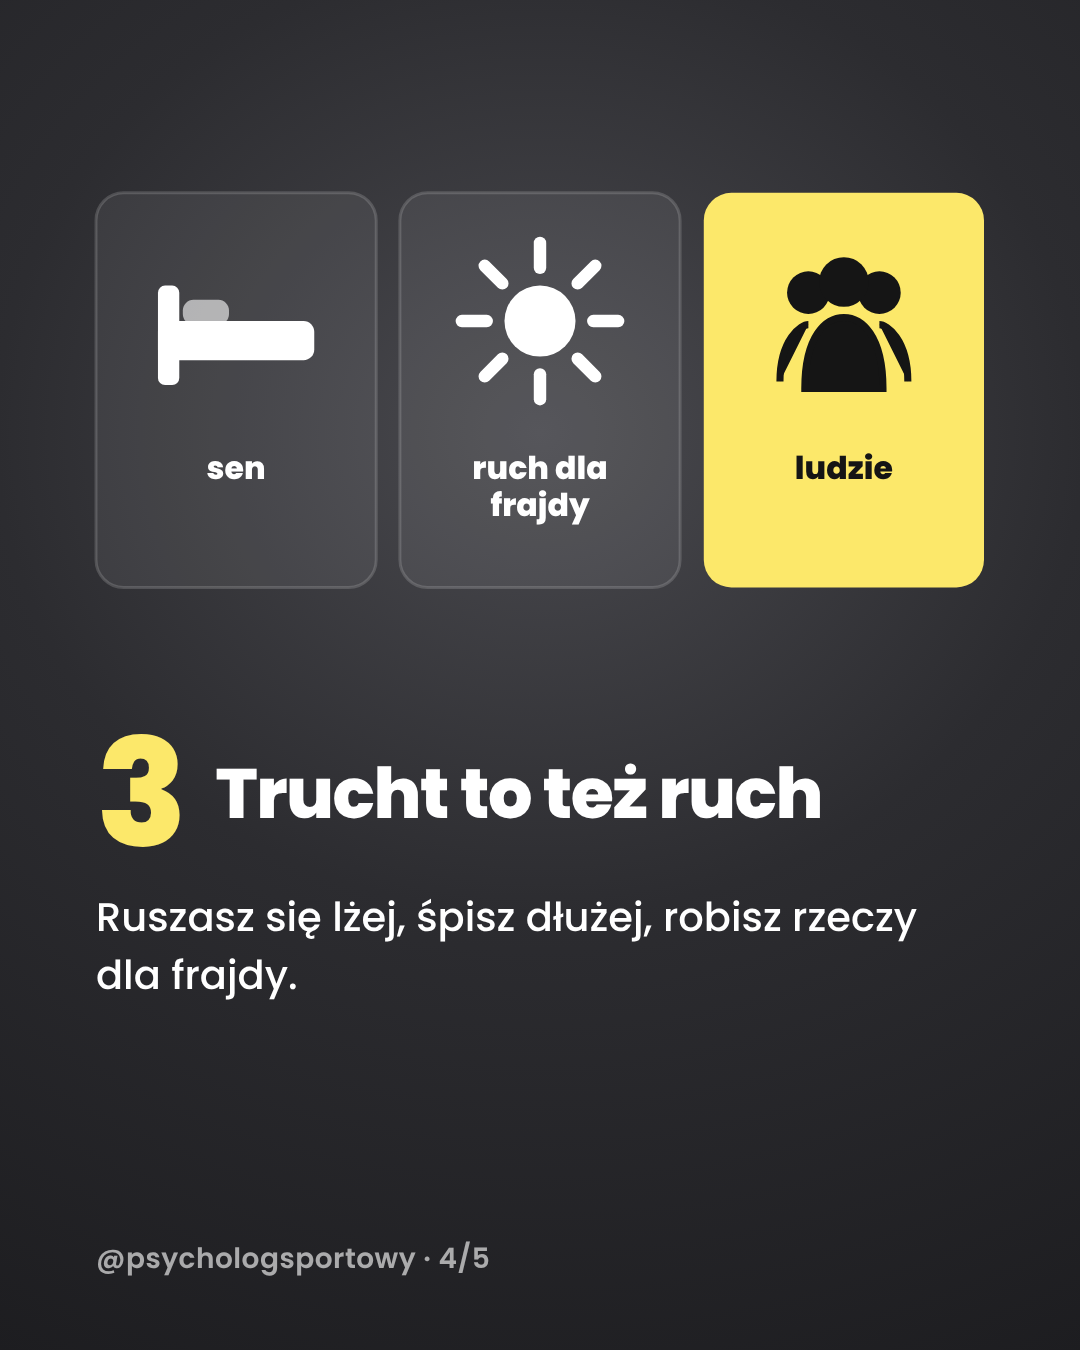 sen
ruch dla
frajdy
ludzie
3 Trucht to też ruch
Ruszasz się lżej, śpisz dłużej, robisz rzeczy
dla frajdy.
@psychologsportowy · 4/5